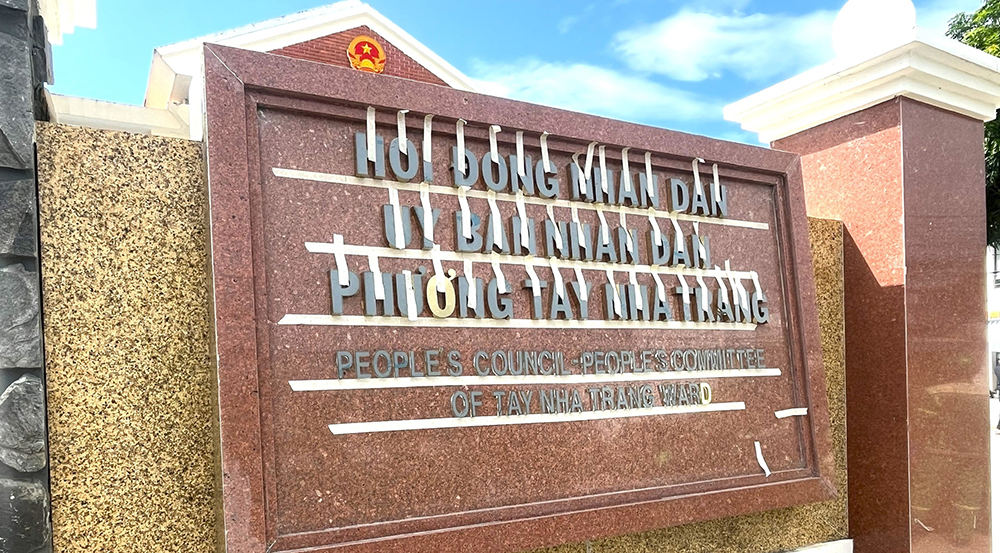 HOI DONG NHAN DAN
UY BAN NHAN DAN
PHƯƠNG TAY NHA TRANG
PEOPLE'S COUNCIL-PEOPLE'S COMMITTEE
OF TAY NHA TRANG WARD